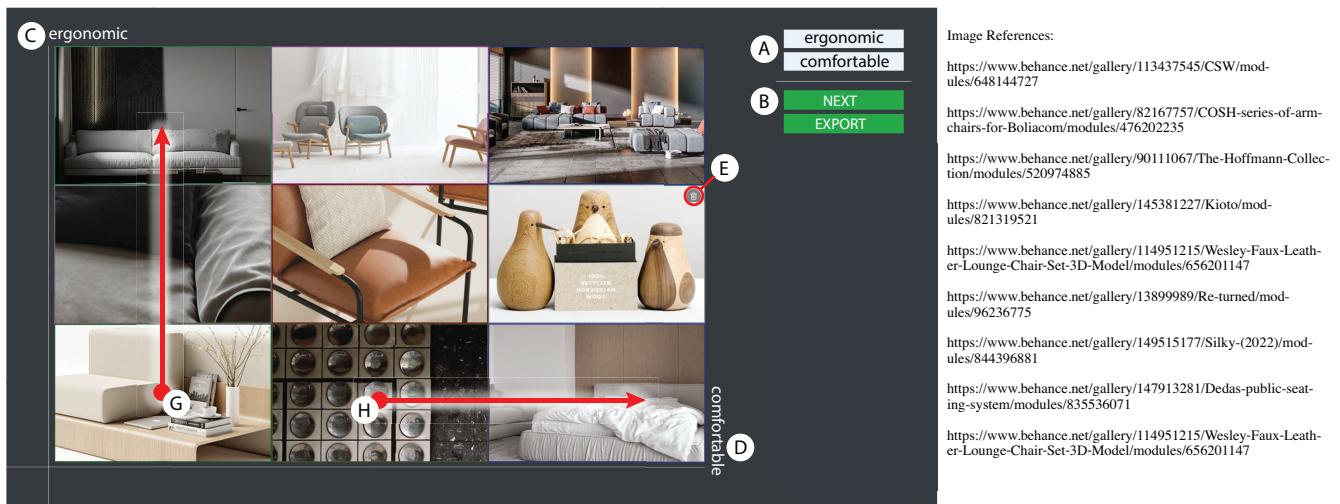 C ergonomic
A
ergonomic
comfortable
B
NEXT
EXPORT
E
100%
RECYCLED
NORWEGIAN
WOOD
G
H
comfortable
D
Image References:
https://www.behance.net/gallery/113437545/CSW/mod-
ules/648144727
https://www.behance.net/gallery/82167757/COSH-series-of-arm-
chairs-for-Boliacom/modules/476202235
https://www.behance.net/gallery/90111067/The-Hoffmann-Collec-
tion/modules/520974885
https://www.behance.net/gallery/145381227/Kioto/mod-
ules/821319521
https://www.behance.net/gallery/114951215/Wesley-Faux-Leath-
er-Lounge-Chair-Set-3D-Model/modules/656201147
https://www.behance.net/gallery/13899989/Re-turned/mod-
ules/96236775
https://www.behance.net/gallery/149515177/Silky-(2022)/mod-
ules/844396881
https://www.behance.net/gallery/147913281/Dedas-public-seat-
ing-system/modules/835536071
https://www.behance.net/gallery/114951215/Wesley-Faux-Leath-
er-Lounge-Chair-Set-3D-Model/modules/656201147